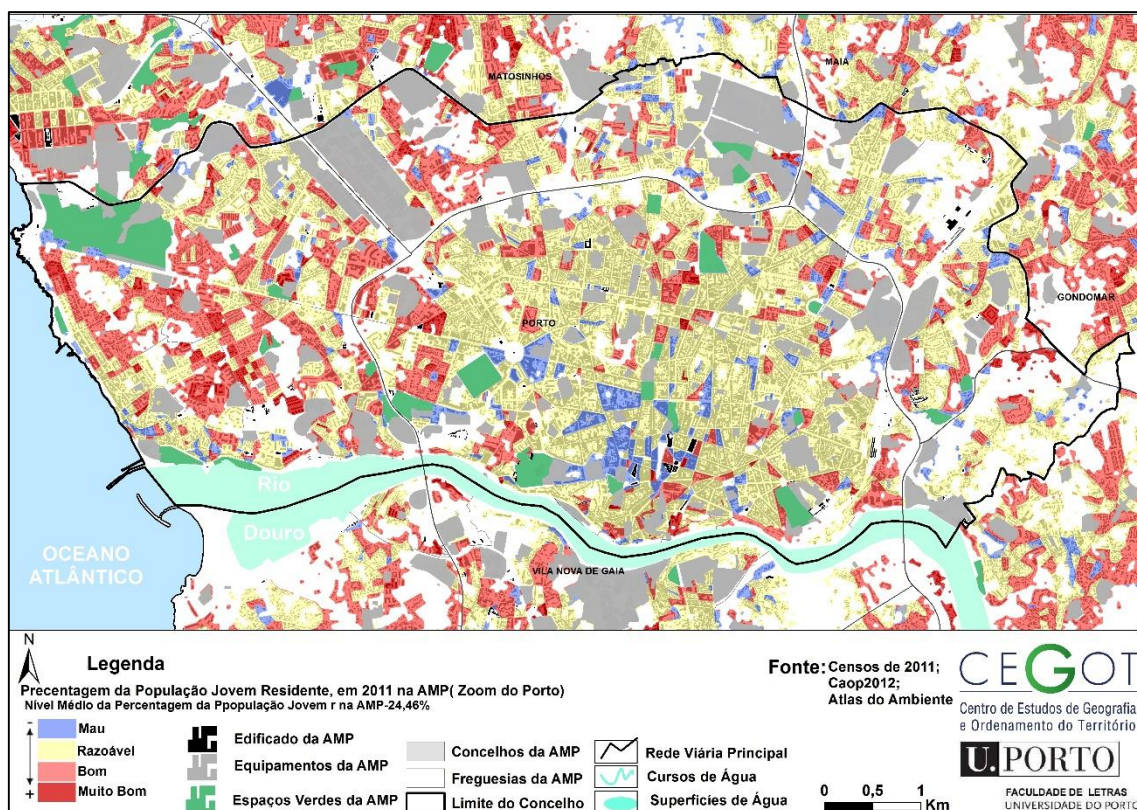 MATOSINHOS
MAIA
GONDOMAR
PORTO
Rio
Douro
OCEANO
ATLÂNTICO
VILA NOVA DE GAIA
N
Legenda
Precentagem da População Jovem Residente, em 2011 na AMP( Zoom do Porto)
Nível Médio da Percentagem da Ppopulação Jovem r na AMP-24,46%
-
Mau
Razoável
Bom
Muito Bom
+
Edificado da AMP
Equipamentos da AMP
Espaços Verdes da AMP
Concelhos da AMP
Freguesias da AMP
Limite do Concelho
Rede Viária Principal
Cursos de Água
Superfícies de Água
Fonte: Censos de 2011;
Caop2012;
Atlas do Ambiente
0 0,5 1
Km
CEGOT
Centro de Estudos de Geografia
e Ordenamento do Território
U. PORTO
FACULDADE DE LETRAS
UNIVERSIDADE DO PORTO